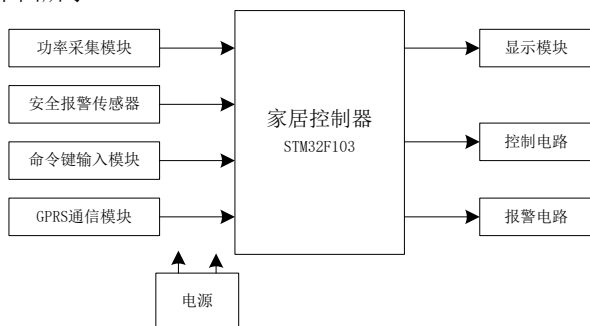 功率采集模块
安全报警传感器
命令键输入模块
GPRS通信模块
家居控制器
STM32F103
显示模块
控制电路
报警电路
电源